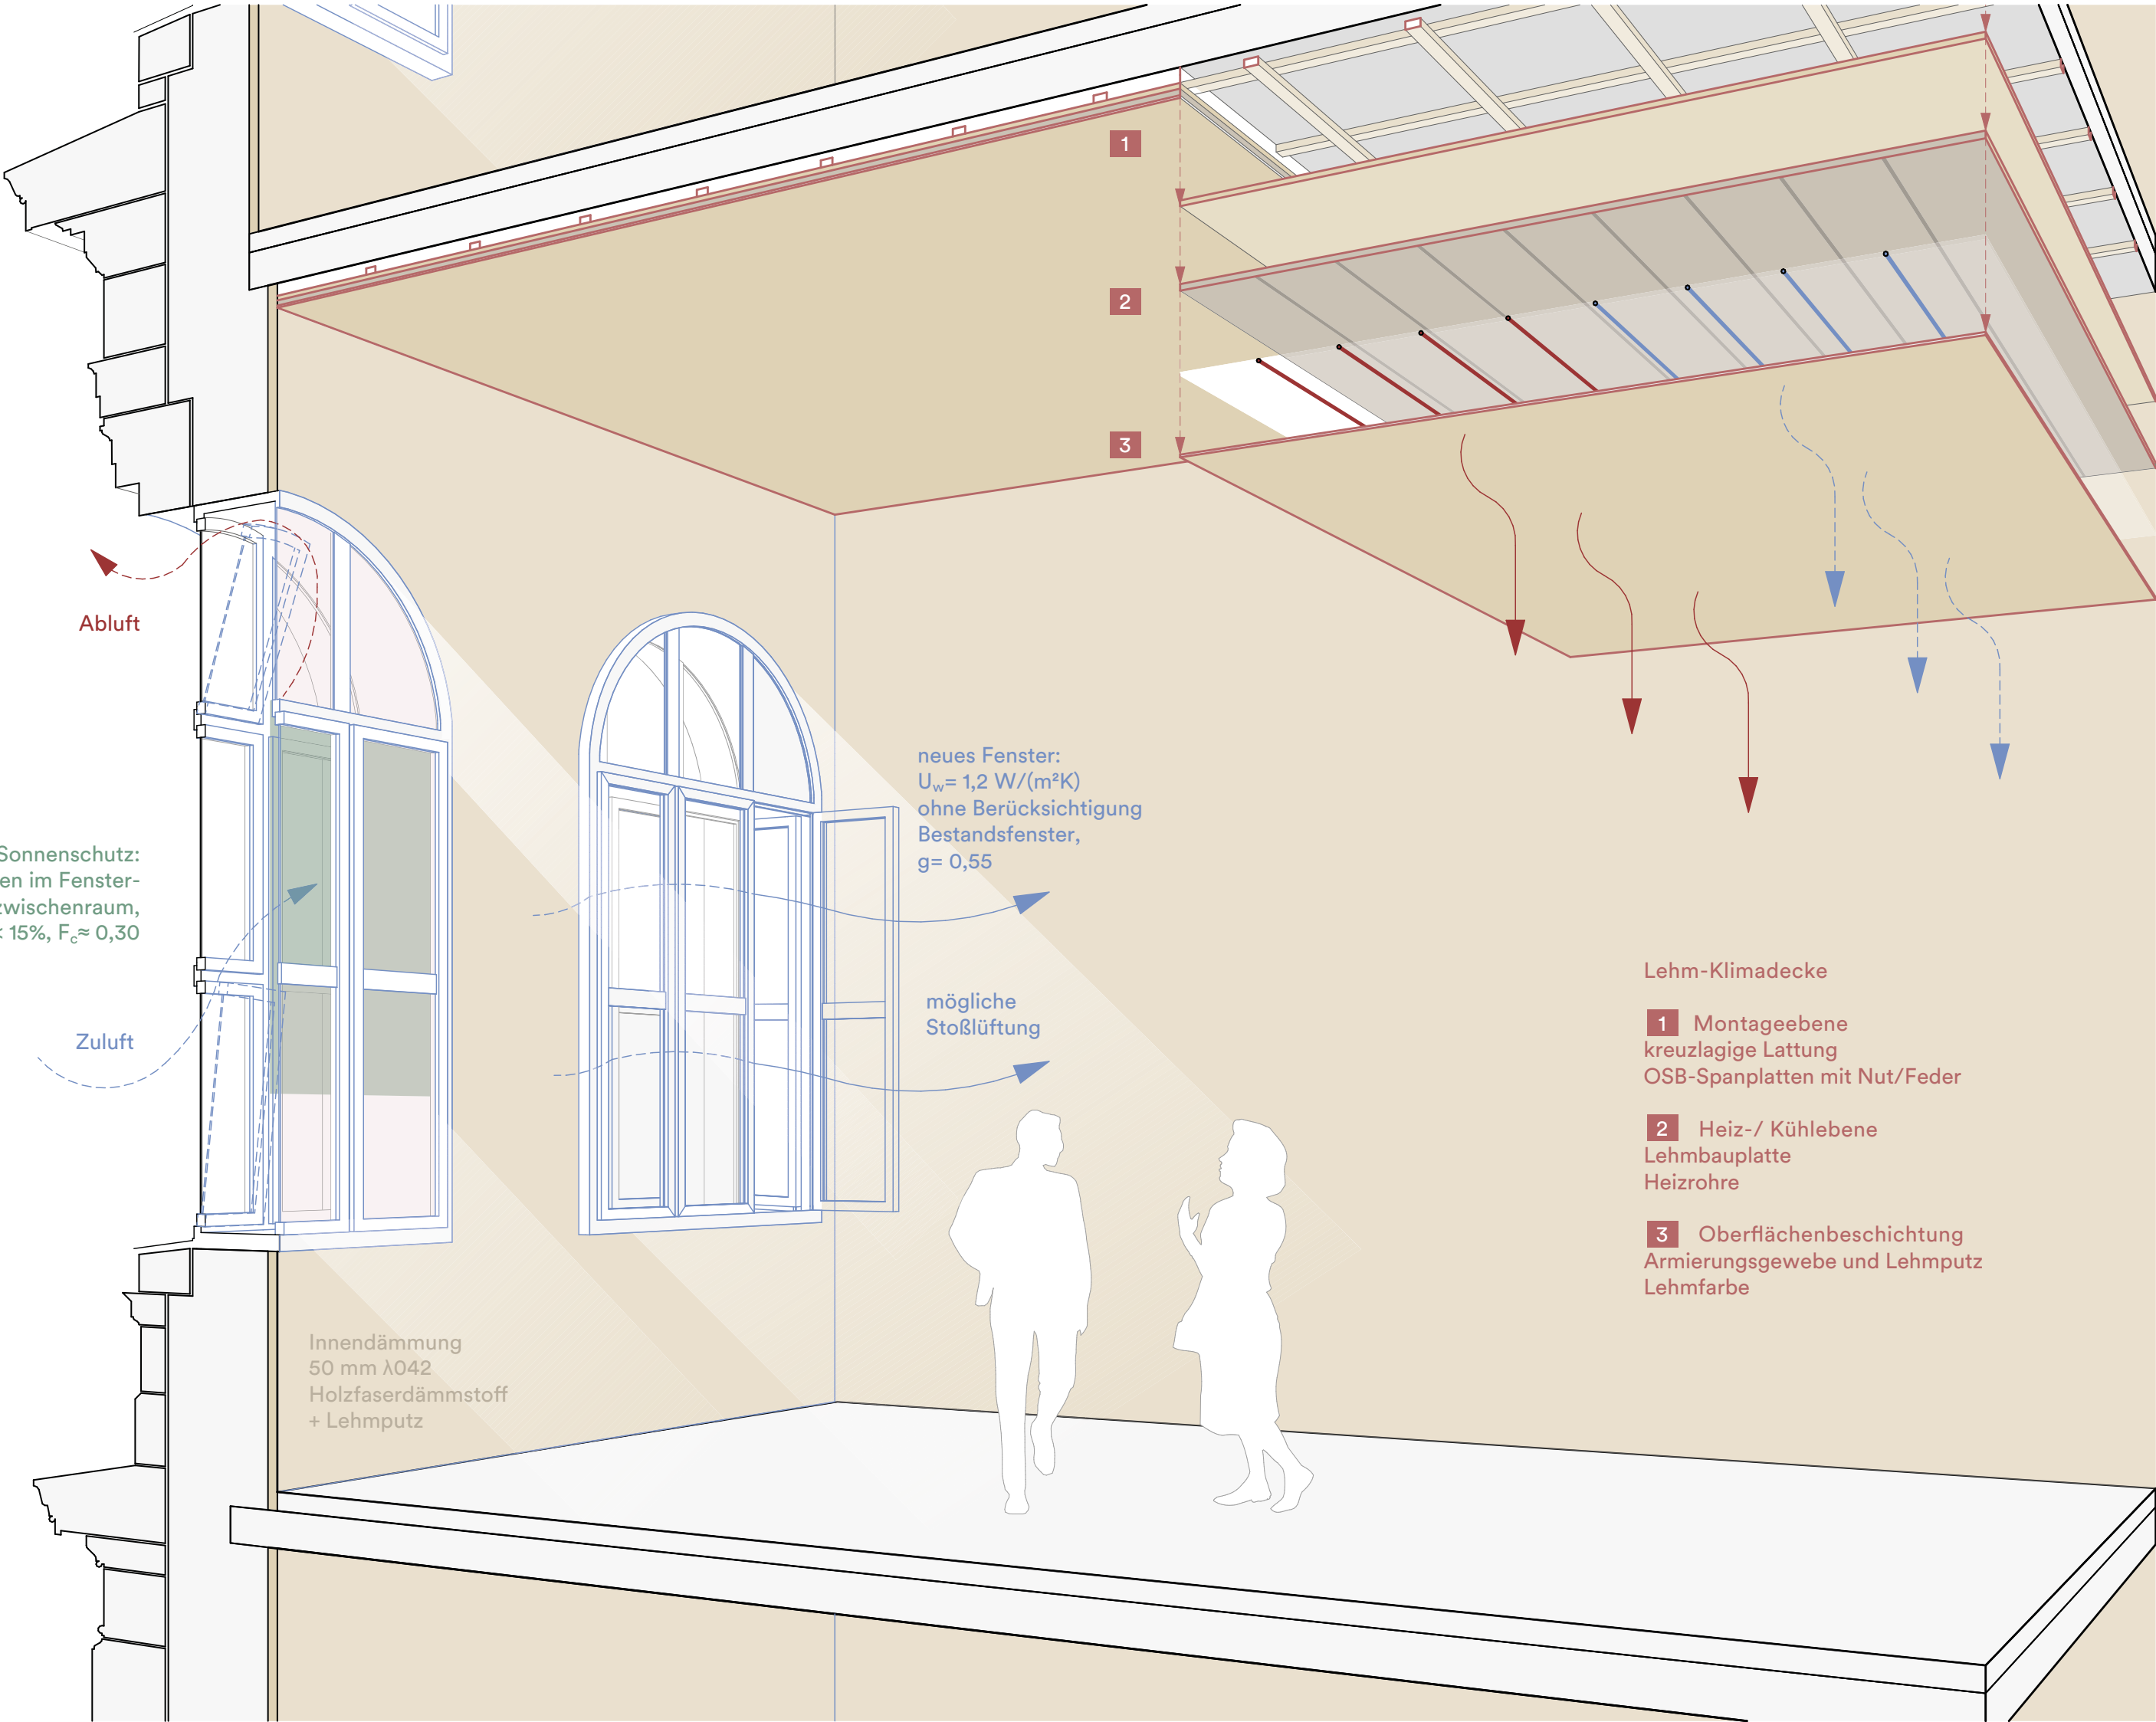 1
2
3
Abluft
neues Fenster:
Uw= 1,2 W/(m²K)
ohne Berücksichtigung
Bestandsfenster,
g= 0,55
Sonnenschutz:
en im Fenster-
zwischenraum,
< 15%, Fc≈ 0,30
mögliche
Stoßlüftung
Zuluft
Lehm-Klimadecke
1 Montageebene
kreuzlagige Lattung
OSB-Spanplatten mit Nut/Feder
2 Heiz-/ Kühlebene
Lehmbauplatte
Heizrohre
3 Oberflächenbeschichtung
Armierungsgewebe und Lehmputz
Lehmfarbe
Innendämmung
50 mm λ042
Holzfaserdämmstoff
+ Lehmputz